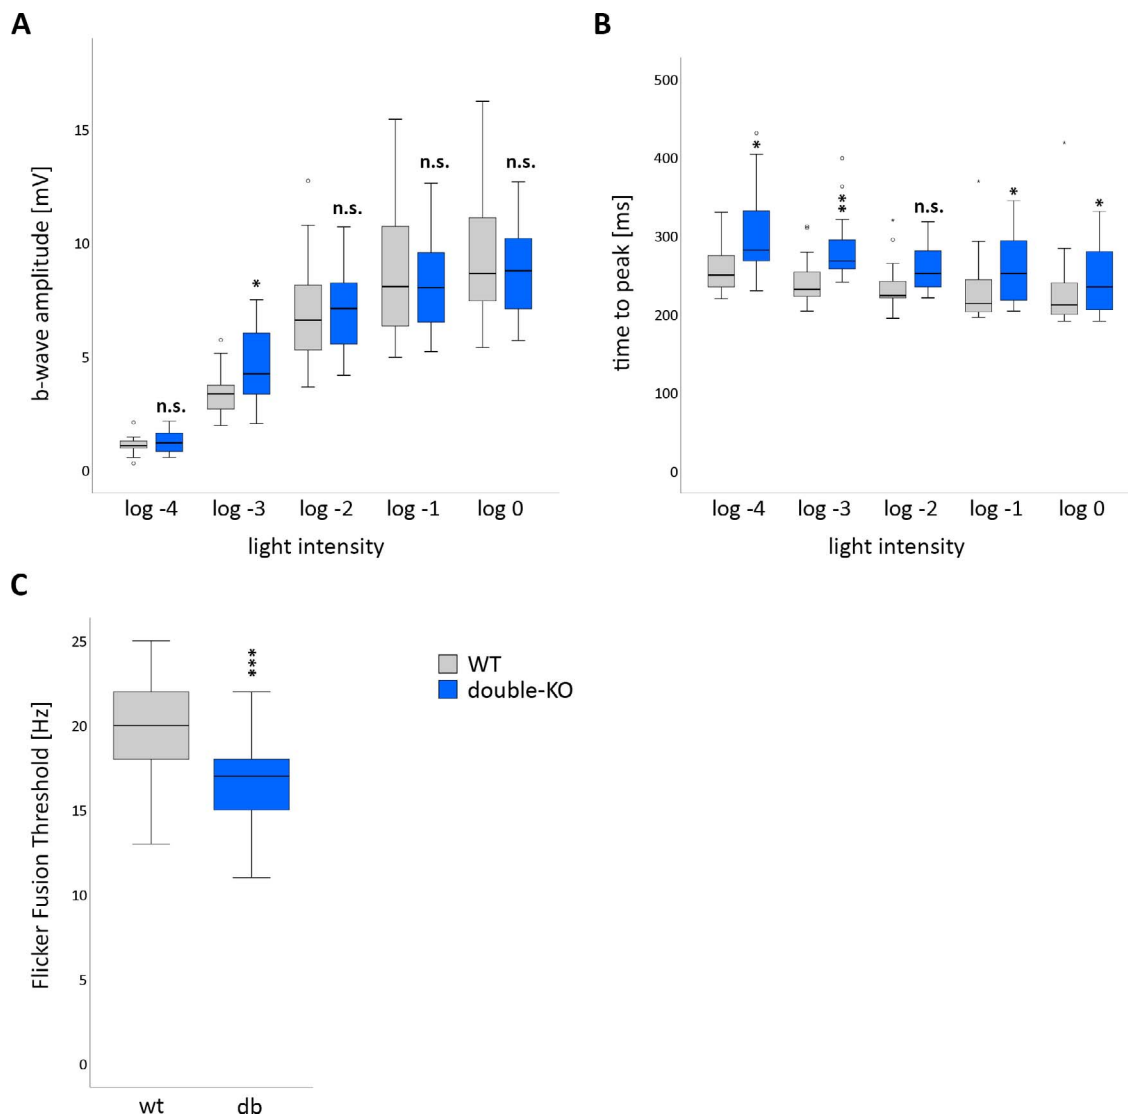 A
b-wave amplitude [mV]
15
10
5
0
n.s.
*
n.s.
n.s.
n.s.
log -4 log -3 log -2 log -1 log 0
light intensity
B
time to peak [ms]
500
400
300
200
100
0
*
**
n.s.
*
*
log -4 log -3 log -2 log -1 log 0
light intensity
C
Flicker Fusion Threshold [Hz]
25
20
15
10
5
0
***
wt db
WT
double-KO